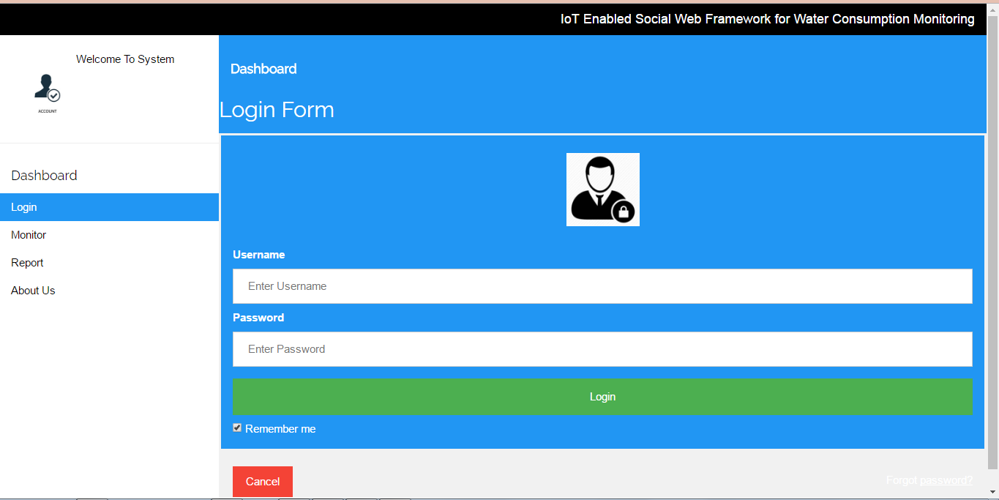 IoT Enabled Social Web Framework for Water Consumption Monitoring
Welcome To System
ACCOUNT
Dashboard
Login
Monitor
Report
About Us
Dashboard
Login Form
Username
Enter Username
Password
Enter Password
Login
Remember me
Cancel
Forgot password?